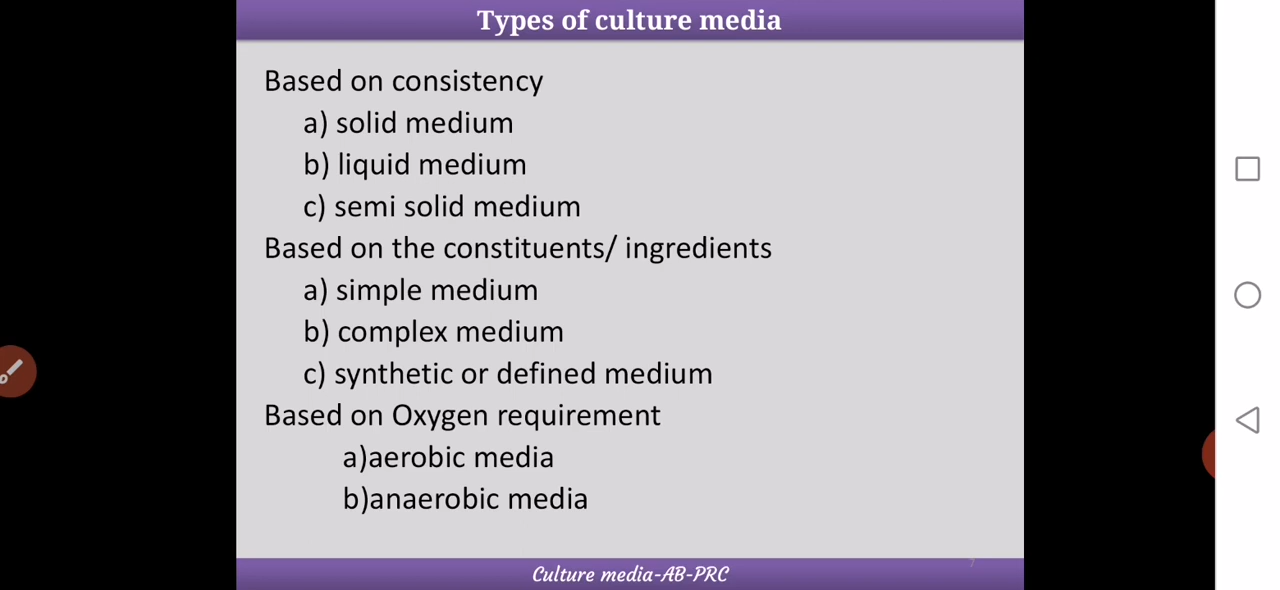 Types of culture media
Based on consistency
a) solid medium
b) liquid medium
c) semi solid medium
Based on the constituents/ ingredients
a) simple medium
b) complex medium
c) synthetic or defined medium
Based on Oxygen requirement
a)aerobic media
b)anaerobic media
7
Culture media-AB-PRC